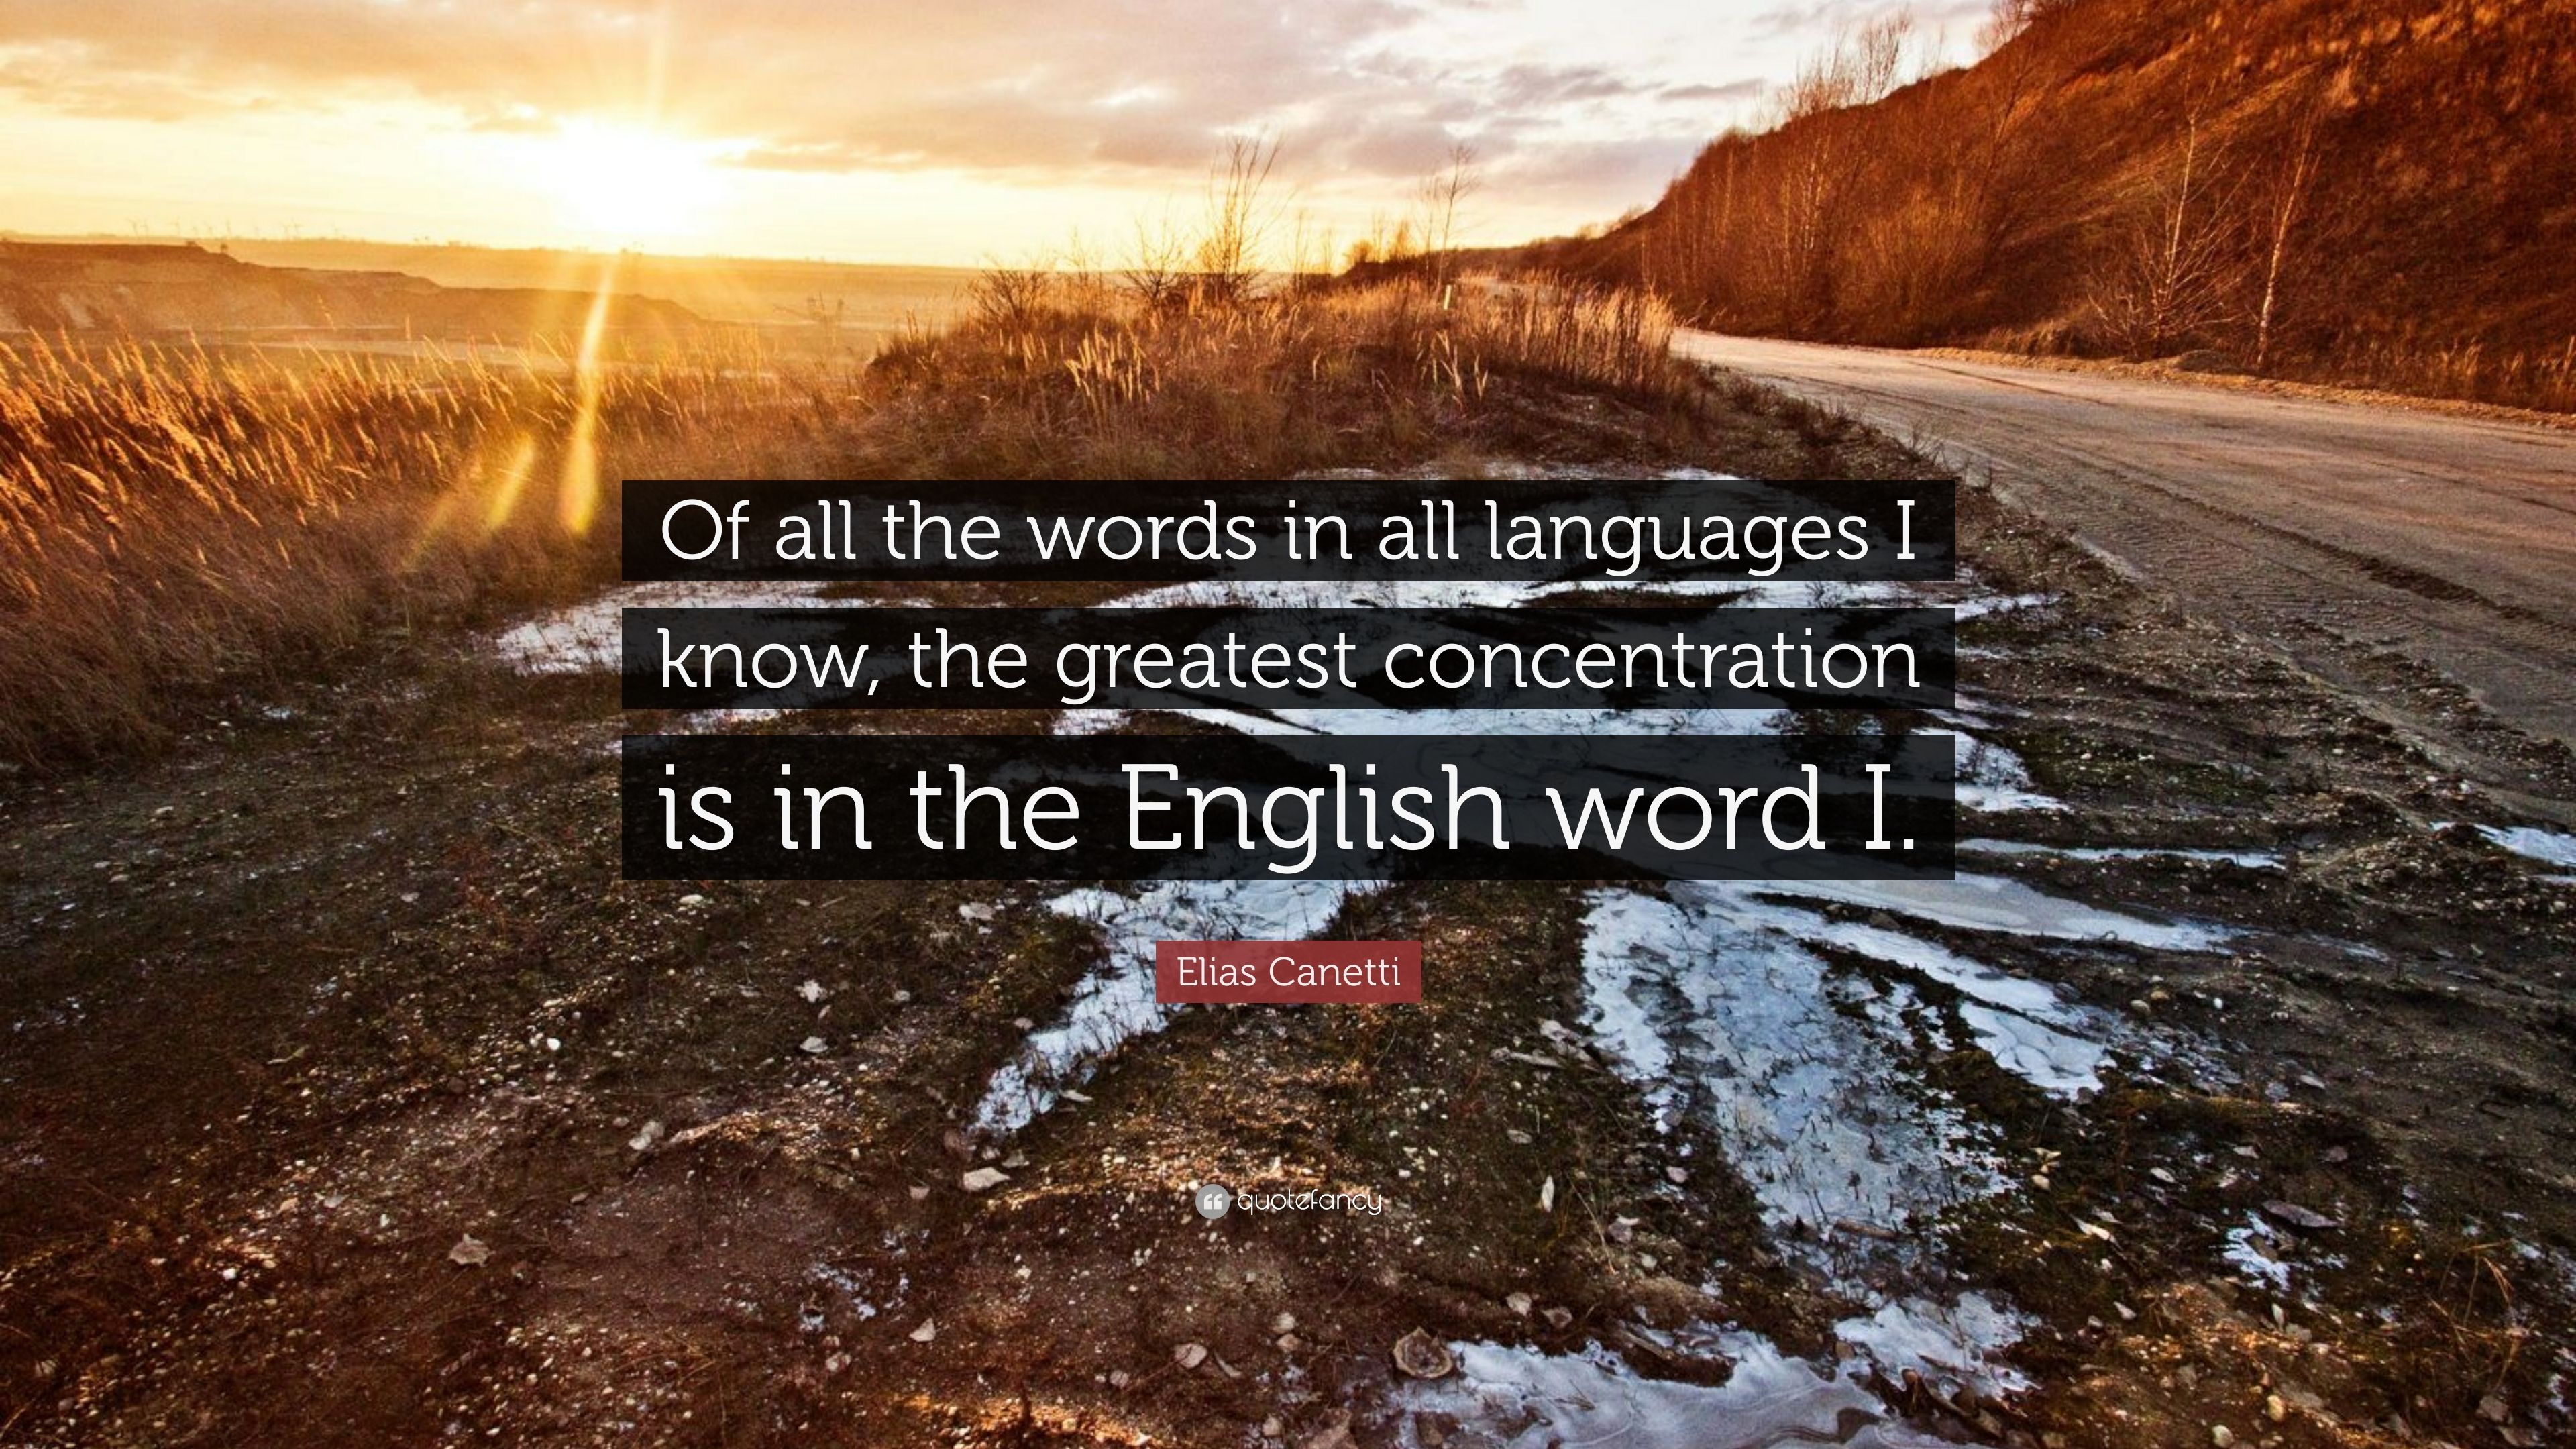 Of all the words in all languages I
know, the greatest concentration
is in the English word I.
Elias Canetti
quotefancy